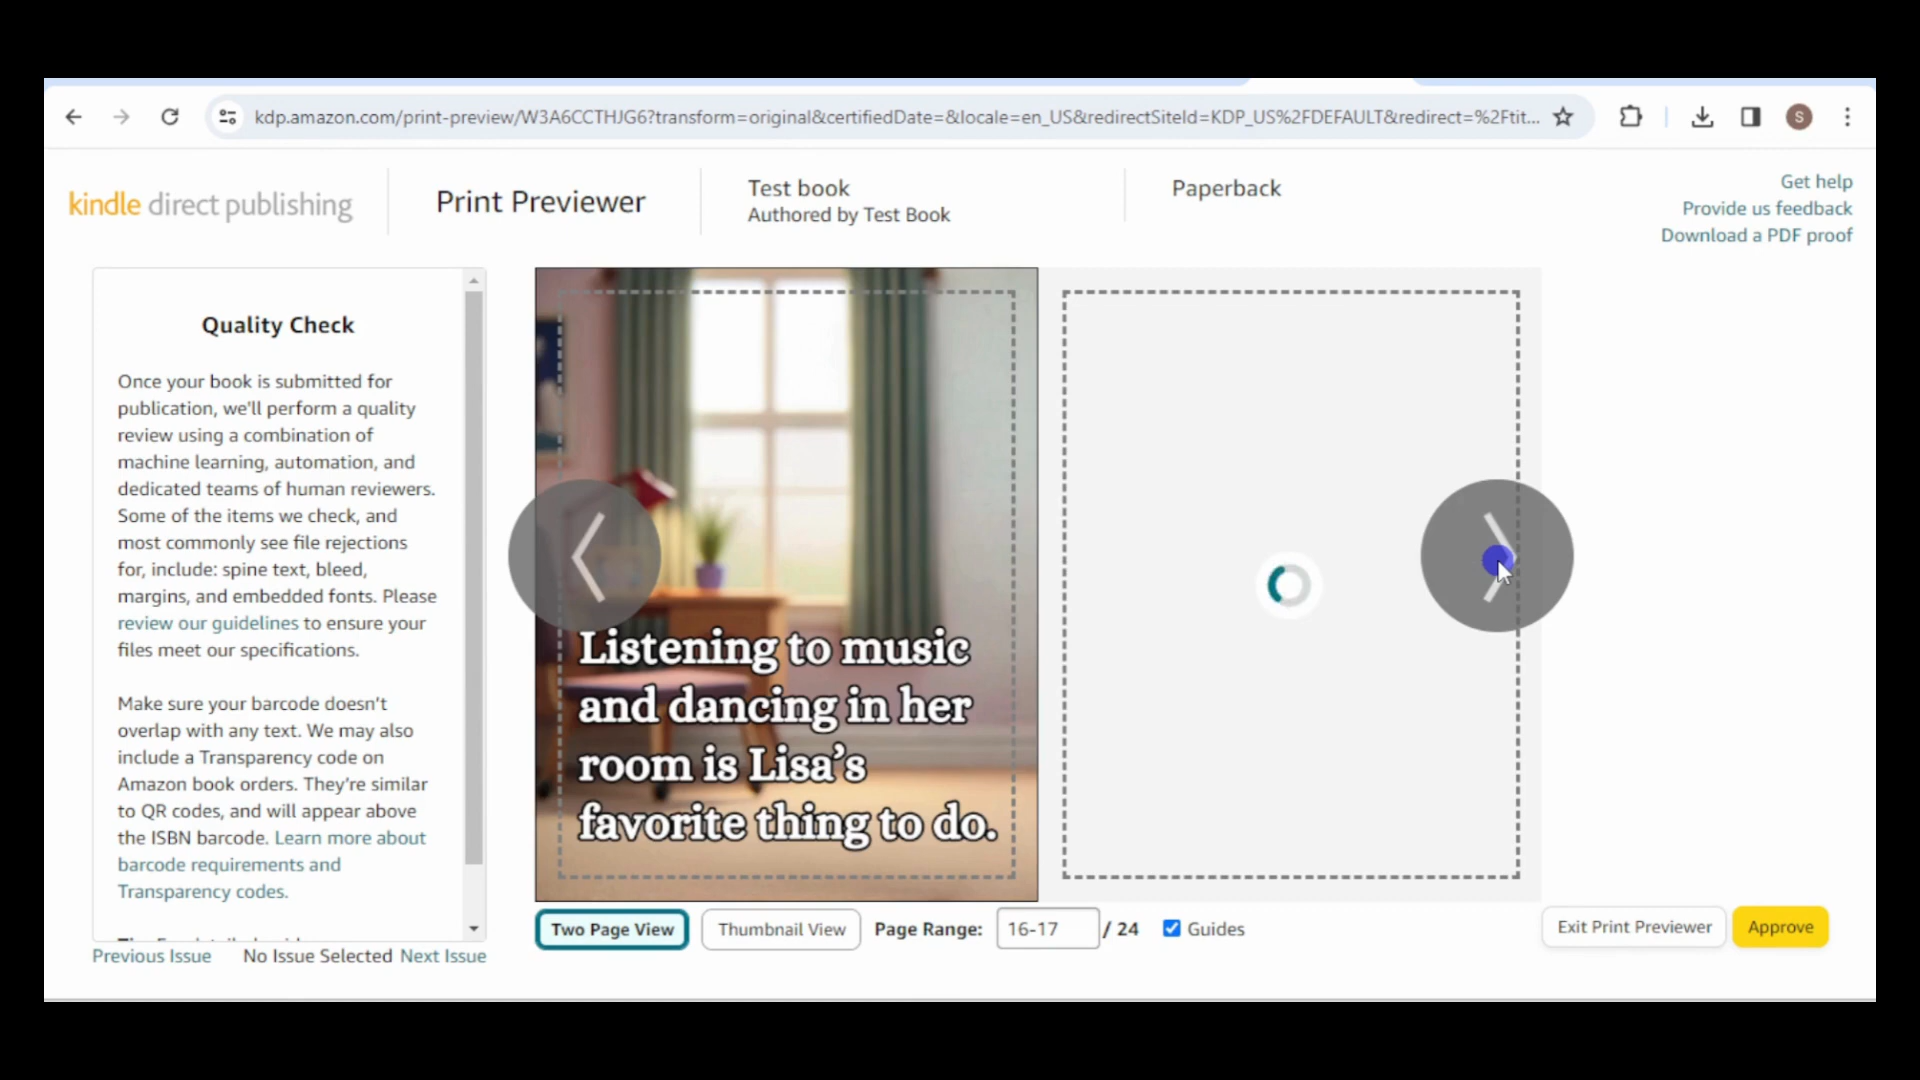 kdp.amazon.com/print-preview/W3A6CCTHJG6?transform=original&certifiedDate=&locale=en_US&redirectSiteId=KDP_US%2FDEFAULT&redirect=%2Ftit...
S
kindle direct publishing
Print Previewer
Test book
Authored by Test Book
Paperback
Get help
Provide us feedback
Download a PDF proof
Quality Check
Once your book is submitted for
publication, we'll perform a quality
review using a combination of
machine learning, automation, and
dedicated teams of human reviewers.
Some of the items we check, and
most commonly see file rejections
for, include: spine text, bleed,
margins, and embedded fonts. Please
review our guidelines to ensure your
files meet our specifications.
Make sure your barcode doesn't
overlap with any text. We may also
include a Transparency code on
Amazon book orders. They're similar
to QR codes, and will appear above
the ISBN barcode. Learn more about
barcode requirements and
Transparency codes.
Previous Issue No Issue Selected Next Issue
Listening to music
and dancing in her
room is Lisa's
favorite thing to do.
Two Page View Thumbnail View Page Range: 16-17 / 24 Guides
Exit Print Previewer Approve